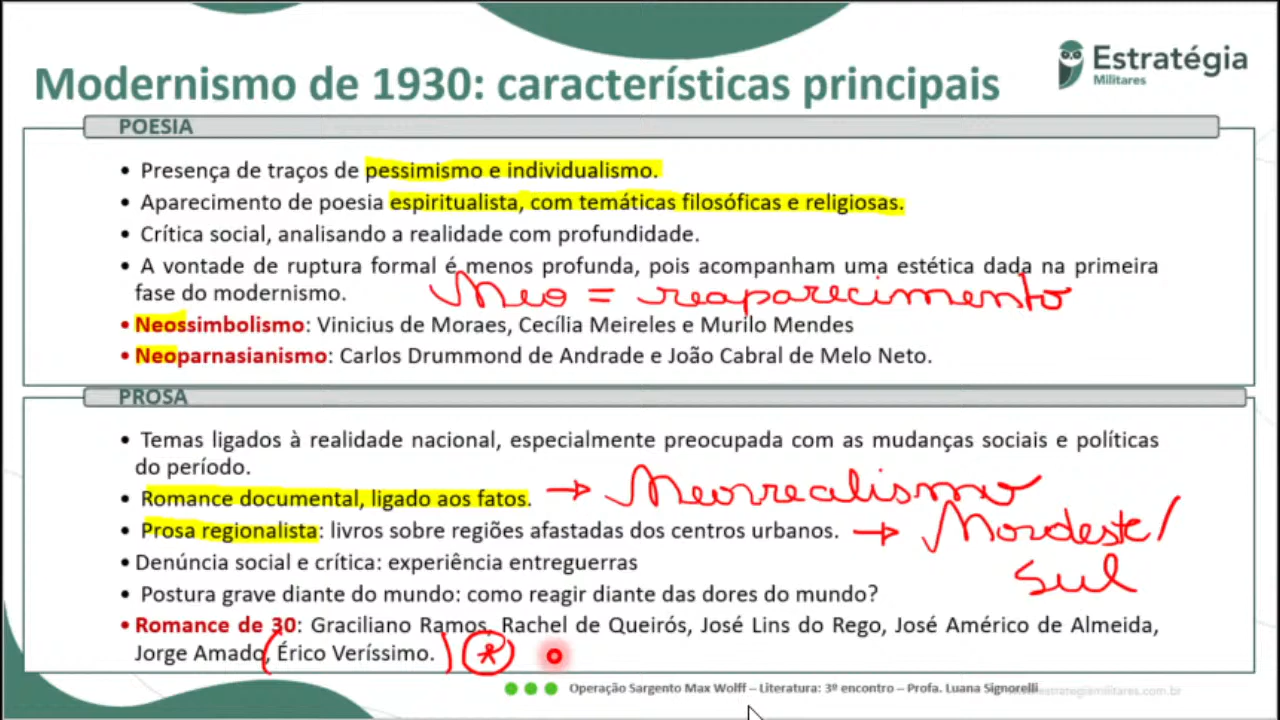 Estratégia
Militares
Modernismo de 1930: características principais
POESIA
• Presença de traços de pessimismo e individualismo.
• Aparecimento de poesia espiritualista, com temáticas filosóficas e religiosas.
• Crítica social, analisando a realidade com profundidade.
• A vontade de ruptura formal é menos profunda, pois acompanham uma estética dada na primeira
fase do modernismo.
Neo = reaparecimento
• Neossimbolismo: Vinicius de Moraes, Cecília Meireles e Murilo Mendes
• Neoparnasianismo: Carlos Drummond de Andrade e João Cabral de Melo Neto.
PROSA
• Temas ligados à realidade nacional, especialmente preocupada com as mudanças sociais e políticas
do período.
• Romance documental, ligado aos fatos. → Neorrealismo
• Prosa regionalista: livros sobre regiões afastadas dos centros urbanos. → Nordeste/
Sul
• Denúncia social e crítica: experiência entreguerras
• Postura grave diante do mundo: como reagir diante das dores do mundo?
• Romance de 30: Graciliano Ramos, Rachel de Queirós, José Lins do Rego, José Américo de Almeida,
Jorge Amado, (Érico Veríssimo.) *
Operação Sargento Max Wolff – Literatura: 3º encontro – Profa. Luana Signorelli
estrategiamilitares.com.br